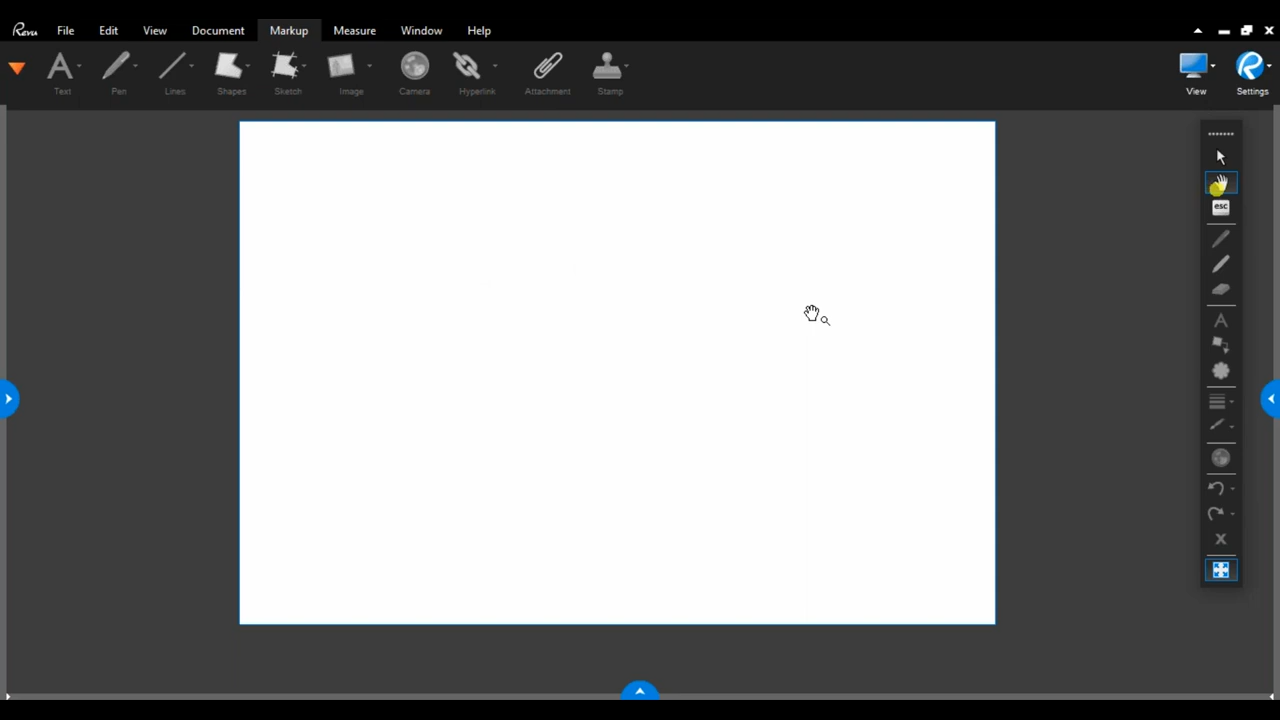 Revu File Edit View Document Markup Measure Window Help
Text Pen Lines Shapes Sketch Image Camera Hyperlink Attachment Stamp View Settings
esc